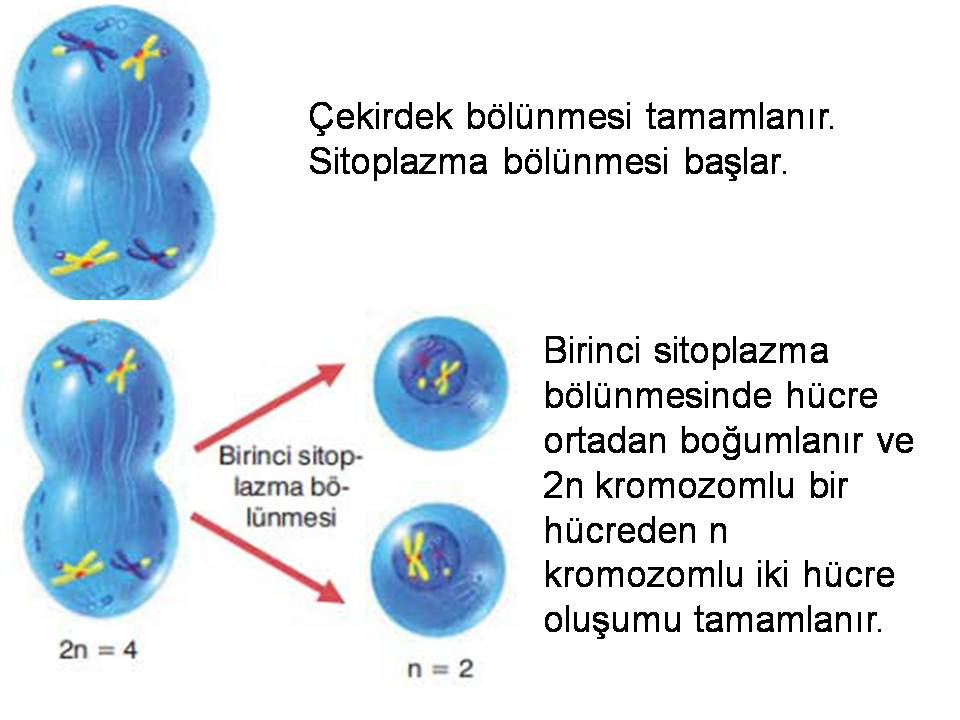 Çekirdek bölünmesi tamamlanır.
Sitoplazma bölünmesi başlar.
Birinci sitop-
lazma bö-
lünmesi
2n = 4
n = 2
Birinci sitoplazma
bölünmesinde hücre
ortadan boğumlanır ve
2n kromozomlu bir
hücreden n
kromozomlu iki hücre
oluşumu tamamlanır.